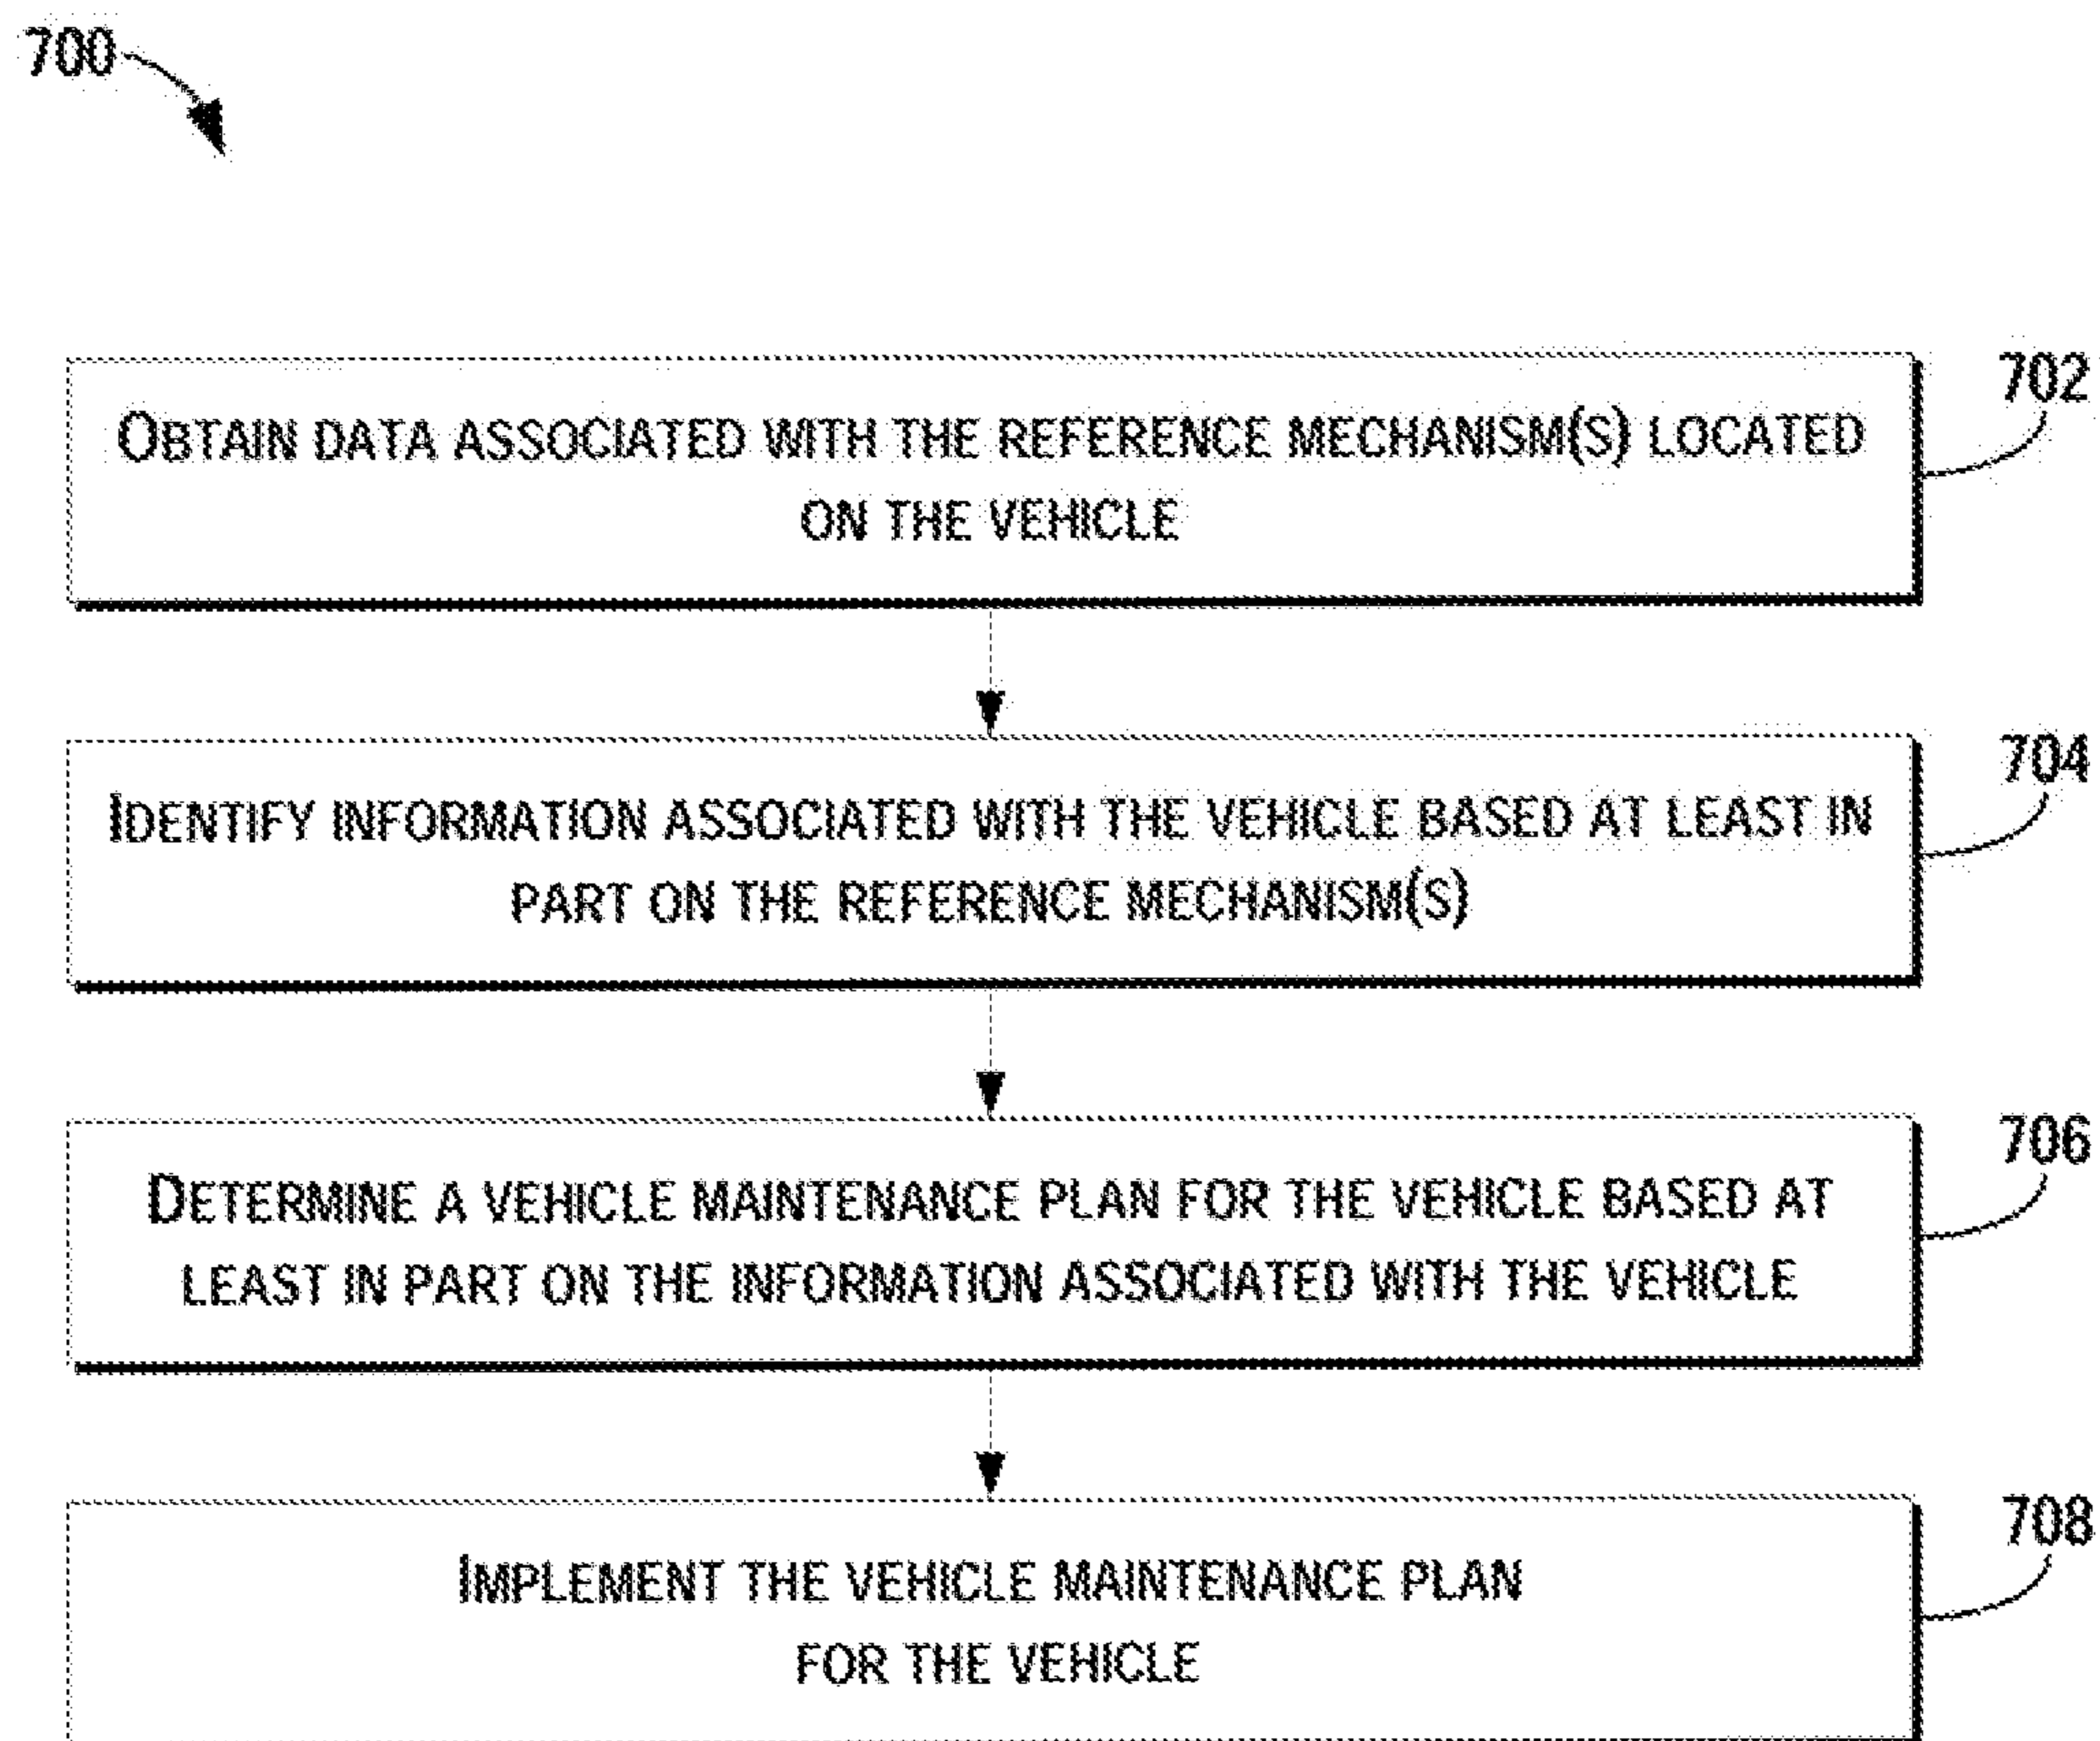 700
702
OBTAIN DATA ASSOCIATED WITH THE REFERENCE MECHANISM(S) LOCATED
ON THE VEHICLE
704
IDENTIFY INFORMATION ASSOCIATED WITH THE VEHICLE BASED AT LEAST IN
PART ON THE REFERENCE MECHANISM(S)
706
DETERMINE A VEHICLE MAINTENANCE PLAN FOR THE VEHICLE BASED AT
LEAST IN PART ON THE INFORMATION ASSOCIATED WITH THE VEHICLE
708
IMPLEMENT THE VEHICLE MAINTENANCE PLAN
FOR THE VEHICLE